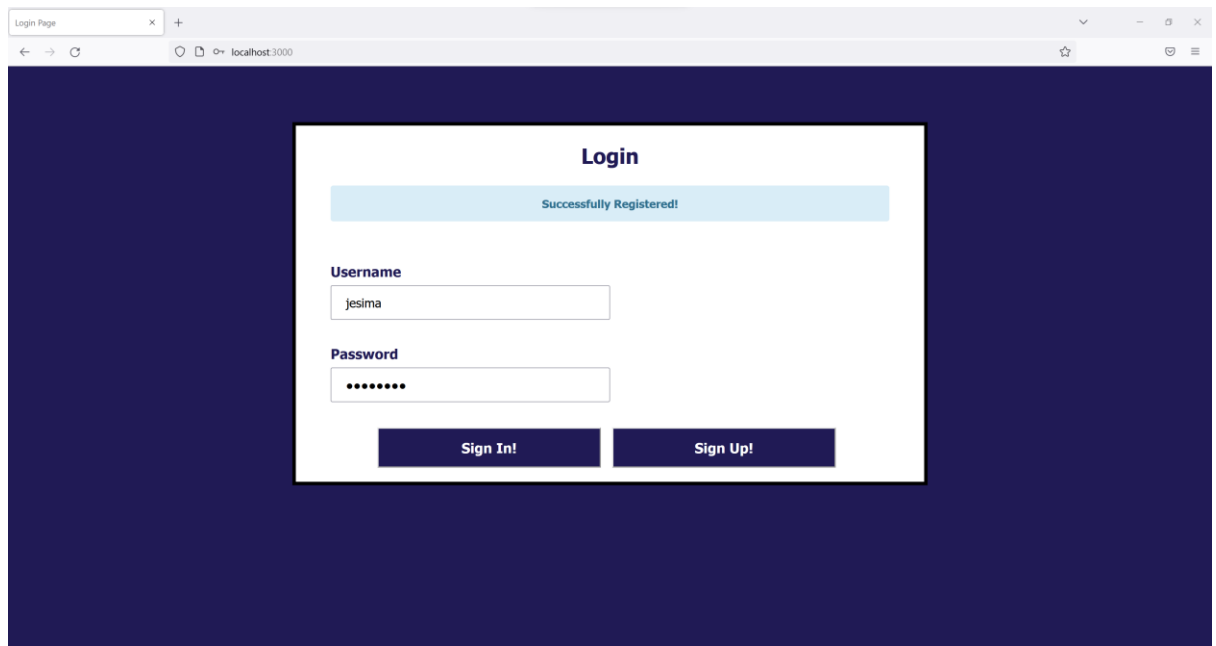 Login Page
localhost:3000
Login
Successfully Registered!
Username
jesima
Password
••••••••
Sign In! Sign Up!